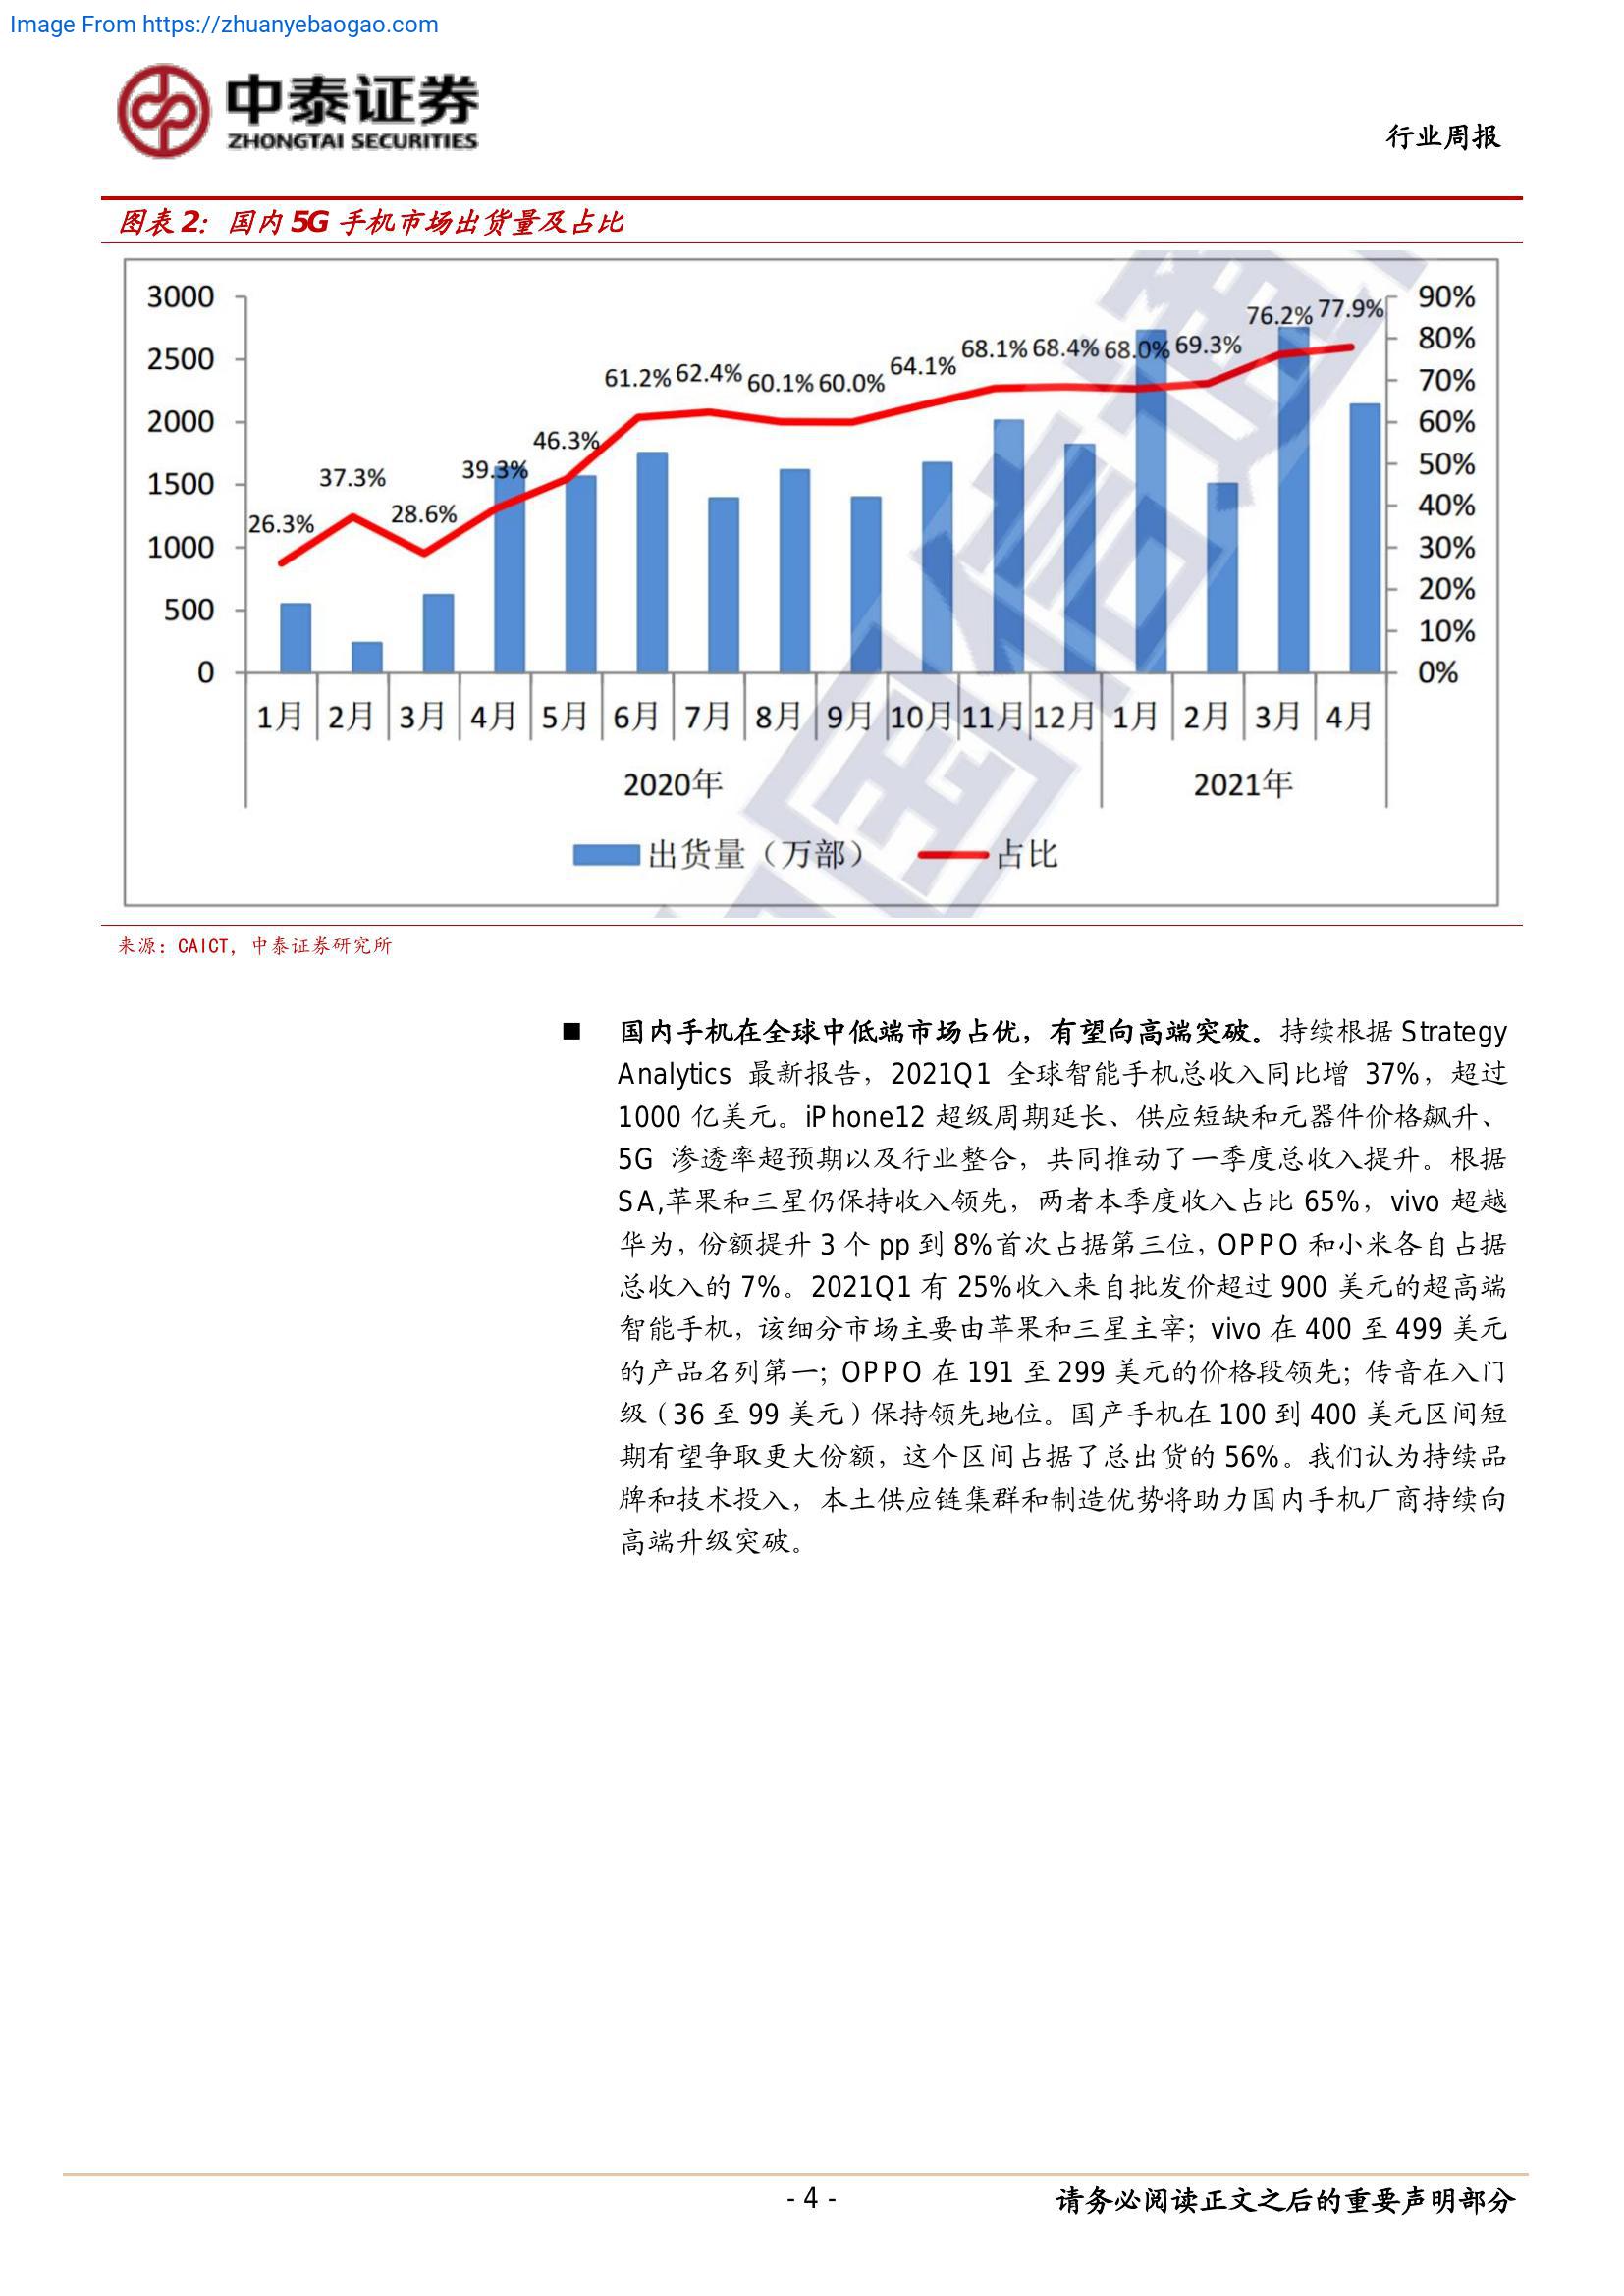 Image From https://zhuanyebaogao.com
中泰证券
ZHONGTAI SECURITIES
行业周报
图表 2：国内 5G 手机市场出货量及占比
3000
2500
2000
1500
1000
500
0
90%
80%
70%
60%
50%
40%
30%
20%
10%
0%
26.3%
37.3%
28.6%
39.3%
46.3%
61.2%
62.4%
60.1%
60.0%
64.1%
68.1%
68.4%
68.0%
69.3%
76.2%
77.9%
1月 2月 3月 4月 5月 6月 7月 8月 9月 10月 11月 12月 1月 2月 3月 4月
2020年 2021年
出货量（万部） 占比
国信通
来源：CAICT，中泰证券研究所
■ 国内手机在全球中低端市场占优，有望向高端突破。持续根据 Strategy
Analytics 最新报告，2021Q1 全球智能手机总收入同比增 37%，超过
1000 亿美元。iPhone12 超级周期延长、供应短缺和元器件价格飙升、
5G 渗透率超预期以及行业整合，共同推动了一季度总收入提升。根据
SA,苹果和三星仍保持收入领先，两者本季度收入占比 65%，vivo 超越
华为，份额提升 3 个 pp 到 8%首次占据第三位，OPPO 和小米各自占据
总收入的 7%。2021Q1 有 25%收入来自批发价超过 900 美元的超高端
智能手机，该细分市场主要由苹果和三星主宰；vivo 在 400 至 499 美元
的产品名列第一；OPPO 在 191 至 299 美元的价格段领先；传音在入门
级（36 至 99 美元）保持领先地位。国产手机在 100 到 400 美元区间短
期有望争取更大份额，这个区间占据了总出货的 56%。我们认为持续品
牌和技术投入，本土供应链集群和制造优势将助力国内手机厂商持续向
高端升级突破。
- 4 -
请务必阅读正文之后的重要声明部分